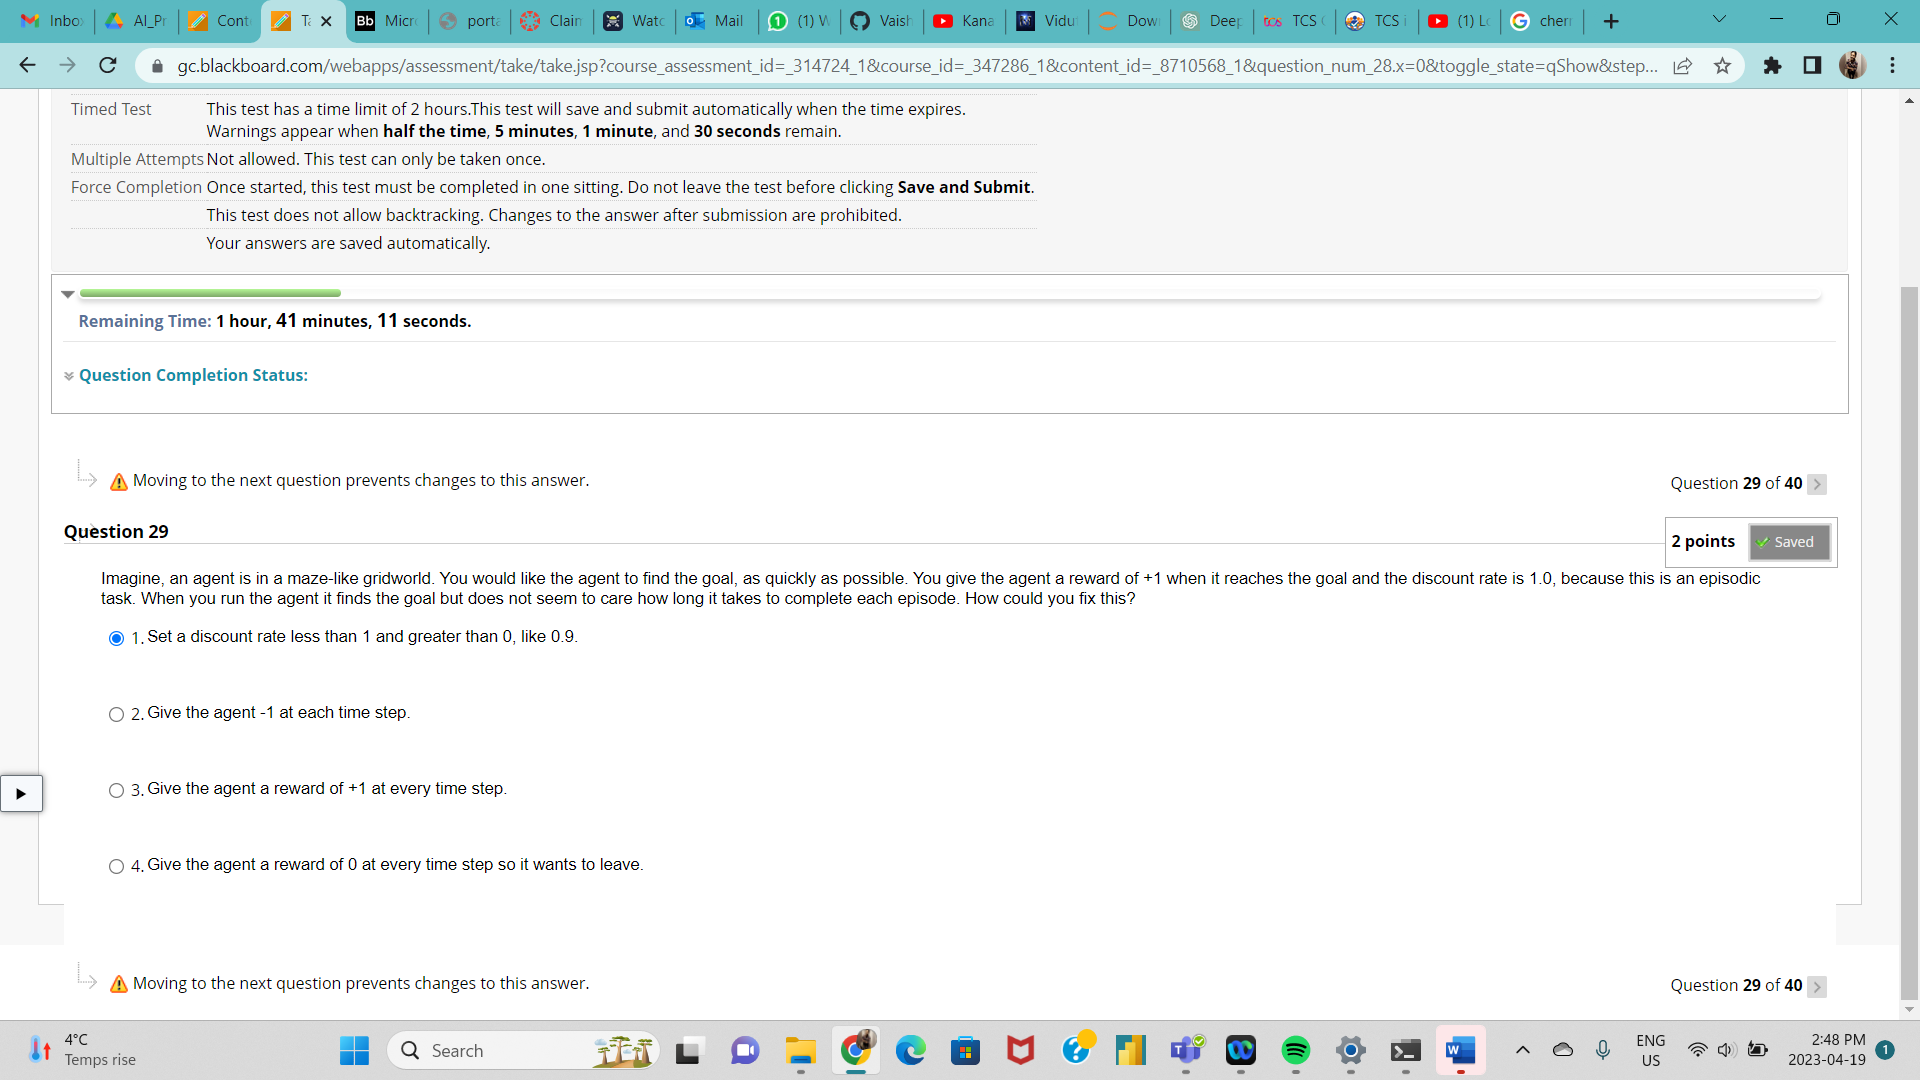 Inbo
AI_Pr
Cont
Ta
Bb Micr
porta
Clain
Watc
Mail
(1) W
Vaish
Kana
Vidu
Dow
Deep
TCS
TCS i
(1) Lo
cherr
gc.blackboard.com/webapps/assessment/take/take.jsp?course_assessment_id=_314724_1&course_id=_347286_1&content_id=_8710568_1&question_num_28.x=0&toggle_state=qShow&step...
Timed Test This test has a time limit of 2 hours.This test will save and submit automatically when the time expires.
Warnings appear when half the time, 5 minutes, 1 minute, and 30 seconds remain.
Multiple Attempts Not allowed. This test can only be taken once.
Force Completion Once started, this test must be completed in one sitting. Do not leave the test before clicking Save and Submit.
This test does not allow backtracking. Changes to the answer after submission are prohibited.
Your answers are saved automatically.
Remaining Time: 1 hour, 41 minutes, 11 seconds.
Question Completion Status:
Moving to the next question prevents changes to this answer.
Question 29 of 40 >
Question 29
2 points Saved
Imagine, an agent is in a maze-like gridworld. You would like the agent to find the goal, as quickly as possible. You give the agent a reward of +1 when it reaches the goal and the discount rate is 1.0, because this is an episodic
task. When you run the agent it finds the goal but does not seem to care how long it takes to complete each episode. How could you fix this?
1. Set a discount rate less than 1 and greater than 0, like 0.9.
2. Give the agent -1 at each time step.
3. Give the agent a reward of +1 at every time step.
4. Give the agent a reward of 0 at every time step so it wants to leave.
Moving to the next question prevents changes to this answer.
Question 29 of 40 >
4°C
Temps rise
Search
ENG
US
2:48 PM
2023-04-19
1